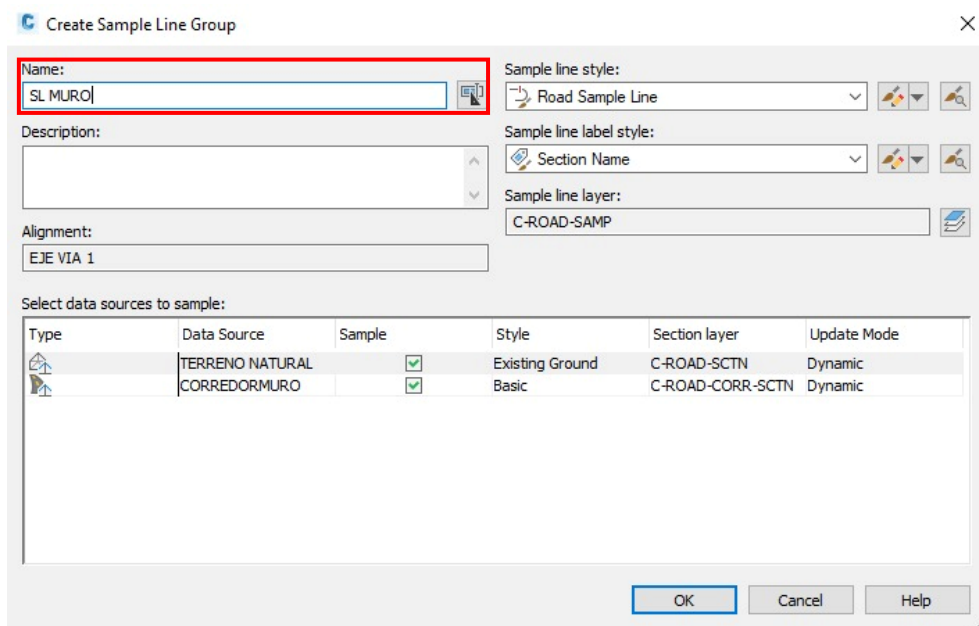 Create Sample Line Group
Name:
SL MURO
Description:
Alignment:
EJE VIA 1
Sample line style:
Road Sample Line
Sample line label style:
Section Name
Sample line layer:
C-ROAD-SAMP
Select data sources to sample:
Type Data Source Sample Style Section layer Update Mode
TERRENO NATURAL Existing Ground C-ROAD-SCTN Dynamic
CORREDORMURO Basic C-ROAD-CORR-SCTN Dynamic
OK Cancel Help